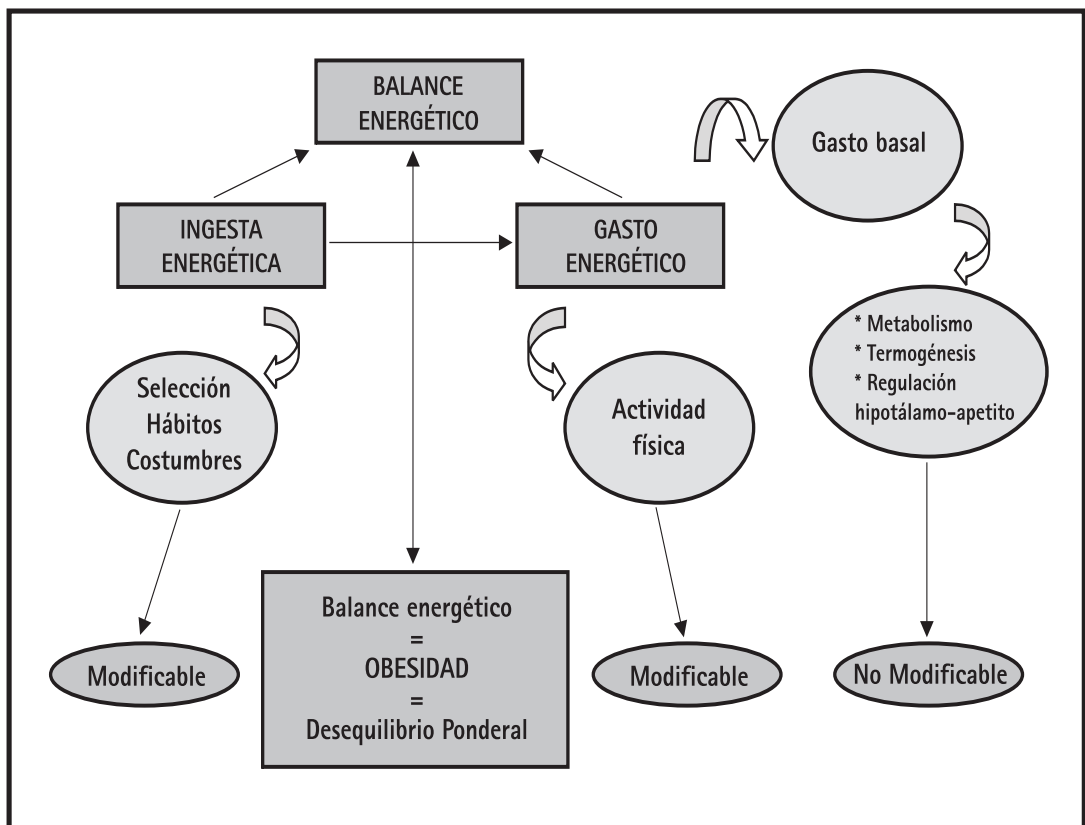 BALANCE
ENERGÉTICO
Gasto basal
INGESTA
ENERGÉTICA
GASTO
ENERGÉTICO
* Metabolismo
* Termogénesis
* Regulación
hipotálamo-apetito
Selección
Hábitos
Costumbres
Actividad
física
Balance energético
=
OBESIDAD
=
Desequilibrio Ponderal
Modificable
Modificable
No Modificable